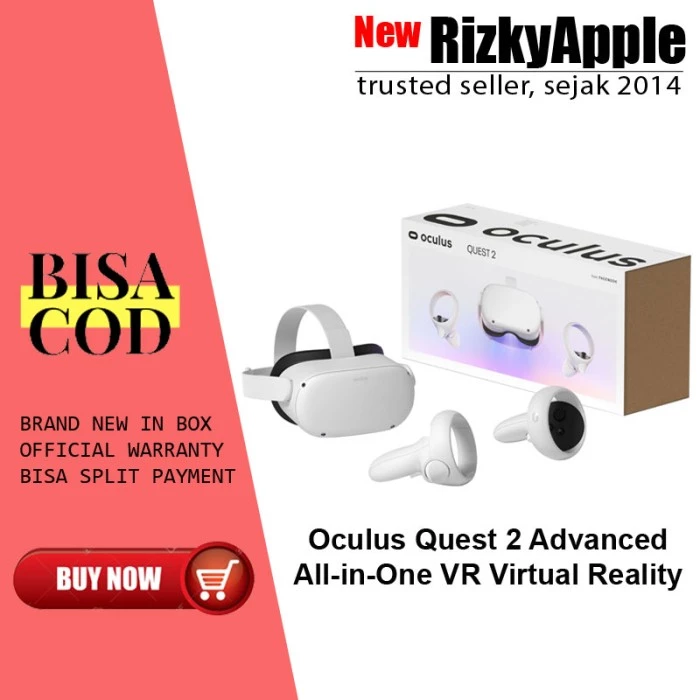 New RizkyApple
trusted seller, sejak 2014
BISA
COD
BRAND NEW IN BOX
OFFICIAL WARRANTY
BISA SPLIT PAYMENT
BUY NOW
oculus
oculus
QUEST 2
Oculus Quest 2 Advanced
All-in-One VR Virtual Reality